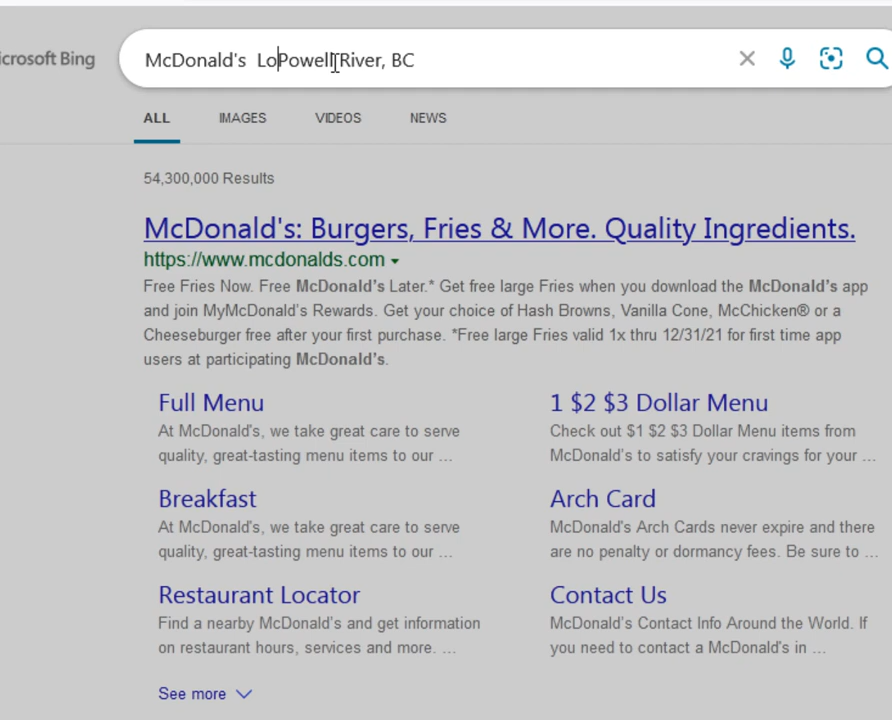 crosoft Bing
McDonald's  LoPowell River, BC
ALL IMAGES VIDEOS NEWS
54,300,000 Results
McDonald's: Burgers, Fries & More. Quality Ingredients.
https://www.mcdonalds.com
Free Fries Now. Free McDonald's Later.* Get free large Fries when you download the McDonald's app
and join MyMcDonald's Rewards. Get your choice of Hash Browns, Vanilla Cone, McChicken® or a
Cheeseburger free after your first purchase. *Free large Fries valid 1x thru 12/31/21 for first time app
users at participating McDonald's.
Full Menu
At McDonald's, we take great care to serve
quality, great-tasting menu items to our ...
1 $2 $3 Dollar Menu
Check out $1 $2 $3 Dollar Menu items from
McDonald's to satisfy your cravings for your ...
Breakfast
At McDonald's, we take great care to serve
quality, great-tasting menu items to our ...
Arch Card
McDonald's Arch Cards never expire and there
are no penalty or dormancy fees. Be sure to ...
Restaurant Locator
Find a nearby McDonald's and get information
on restaurant hours, services and more. ...
Contact Us
McDonald's Contact Info Around the World. If
you need to contact a McDonald's in ...
See more